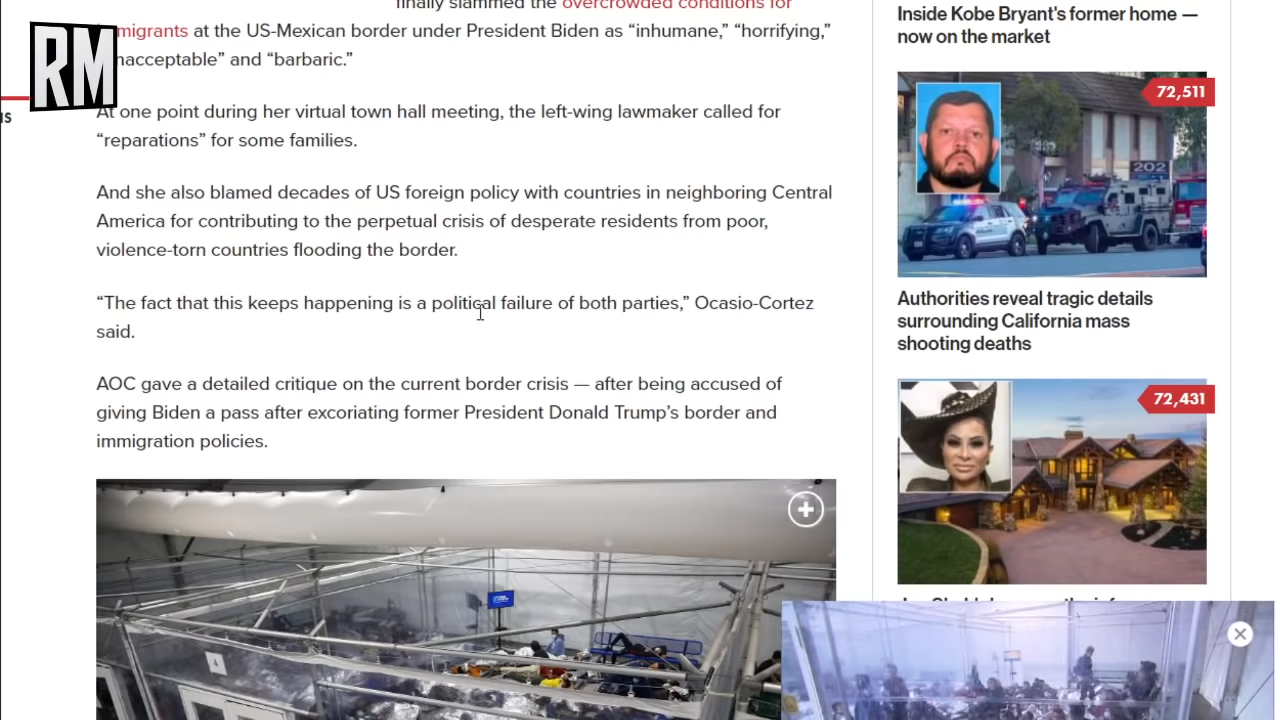 finally slammed the overcrowded conditions for
migrants at the US-Mexican border under President Biden as “inhumane,” “horrifying,”
nacceptable” and “barbaric.”
RM
At one point during her virtual town hall meeting, the left-wing lawmaker called for
“reparations” for some families.
And she also blamed decades of US foreign policy with countries in neighboring Central
America for contributing to the perpetual crisis of desperate residents from poor,
violence-torn countries flooding the border.
“The fact that this keeps happening is a political failure of both parties,” Ocasio-Cortez
said.
AOC gave a detailed critique on the current border crisis — after being accused of
giving Biden a pass after excoriating former President Donald Trump’s border and
immigration policies.
4
Inside Kobe Bryant's former home —
now on the market
72,511
202
Authorities reveal tragic details
surrounding California mass
shooting deaths
72,431